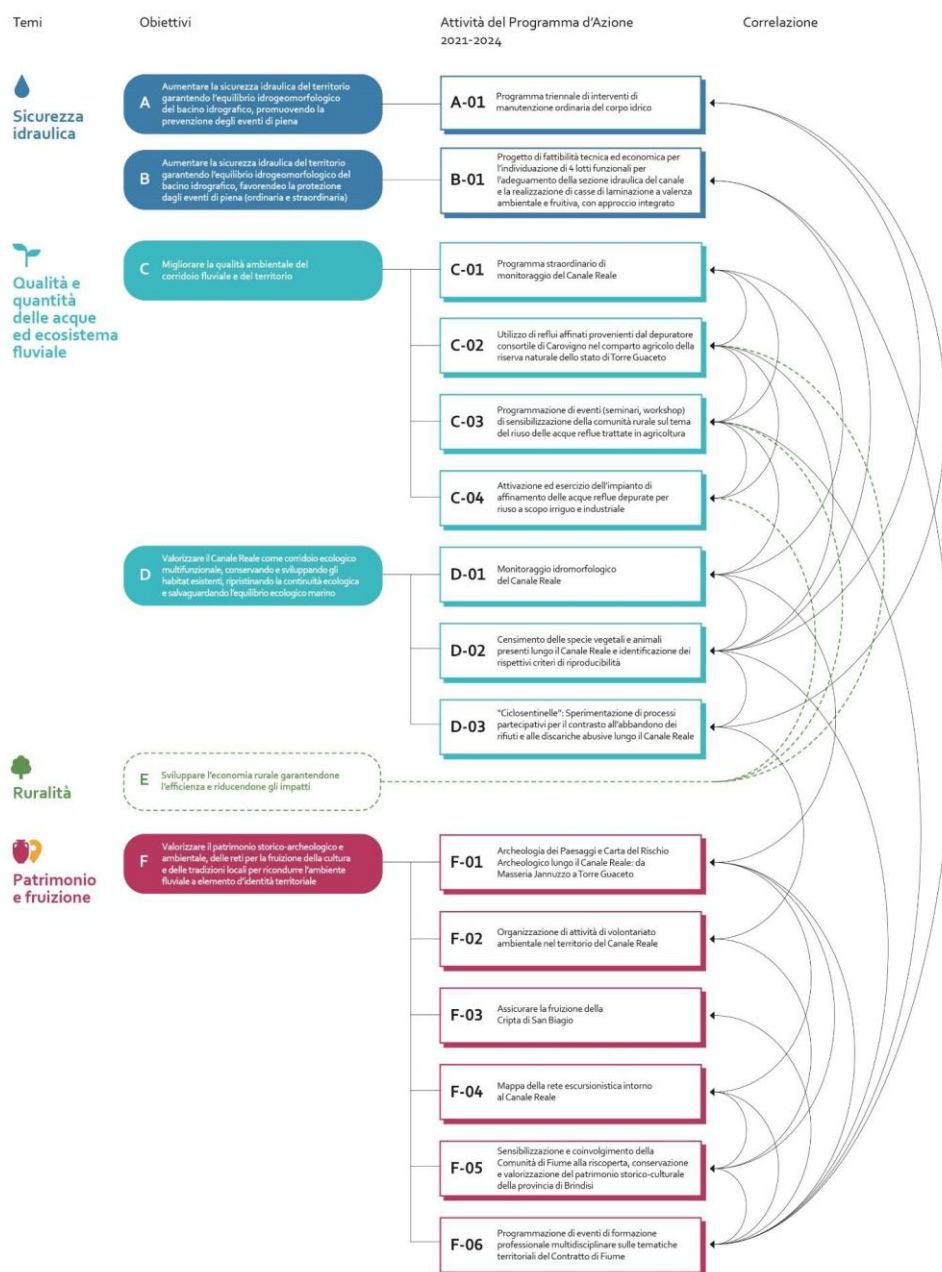 Temi
Obiettivi
Attività del Programma d'Azione
2021-2024
Correlazione
Sicurezza
idraulica
A
Aumentare la sicurezza idraulica del territorio
garantendo l'equilibrio idrogeomorfologico
del bacino idrografico, promuovendo la
prevenzione degli eventi di piena
A-01
Programma triennale di interventi di
manutenzione ordinaria del corpo idrico
B
Aumentare la sicurezza idraulica del territorio
garantendo l'equilibrio idrogeomorfologico del
bacino idrografico, favorendeo la protezione
dagli eventi di piena (ordinaria e straordinaria)
B-01
Progetto di fattibilità tecnica ed economica per
l'individuazione di 4 lotti funzionali per
l'adeguamento della sezione idraulica del canale
e la realizzazione di casse di laminazione a valenza
ambientale e fruitiva, con approccio integrato
Qualità e
quantità
delle acque
ed ecosistema
fluviale
C
Migliorare la qualità ambientale del
corridoio fluviale e del territorio
C-01
Programma straordinario di
monitoraggio del Canale Reale
C-02
Utilizzo di reflui affinati provenienti dal depuratore
consortile di Carovigno nel comparto agricolo della
riserva naturale dello stato di Torre Guaceto
C-03
Programmazione di eventi (seminari, workshop)
di sensibilizzazione della comunità rurale sul tema
del riuso delle acque reflue trattate in agricoltura
C-04
Attivazione ed esercizio dell'impianto di
affinamento delle acque reflue depurate per
riuso a scopo irriguo e industriale
D
Valorizzare il Canale Reale come corridoio ecologico
multifunzionale, conservando e sviluppando gli
habitat esistenti, ripristinando la continuità ecologica
e salvaguardando l'equilibrio ecologico marino
D-01
Monitoraggio idromorfologico
del Canale Reale
D-02
Censimento delle specie vegetali e animali
presenti lungo il Canale Reale e identificazione dei
rispettivi criteri di riproducibilità
D-03
"Ciclosentinelle": Sperimentazione di processi
partecipativi per il contrasto all'abbandono dei
rifiuti e alle discariche abusive lungo il Canale Reale
Ruralità
E
Sviluppare l'economia rurale garantendone
l'efficienza e riducendone gli impatti
Patrimonio
e fruizione
F
Valorizzare il patrimonio storico-archeologico e
ambientale, delle reti per la fruizione della cultura
e delle tradizioni locali per ricondurre l'ambiente
fluviale a elemento d'identità territoriale
F-01
Archeologia dei Paesaggi e Carta del Rischio
Archeologico lungo il Canale Reale: da
Masseria Jannuzzo a Torre Guaceto
F-02
Organizzazione di attività di volontariato
ambientale nel territorio del Canale Reale
F-03
Assicurare la fruizione della
Cripta di San Biagio
F-04
Mappa della rete escursionistica intorno
al Canale Reale
F-05
Sensibilizzazione e coinvolgimento della
Comunità di Fiume alla riscoperta, conservazione
e valorizzazione del patrimonio storico-culturale
della provincia di Brindisi
F-06
Programmazione di eventi di formazione
professionale multidisciplinare sulle tematiche
territoriali del Contratto di Fiume